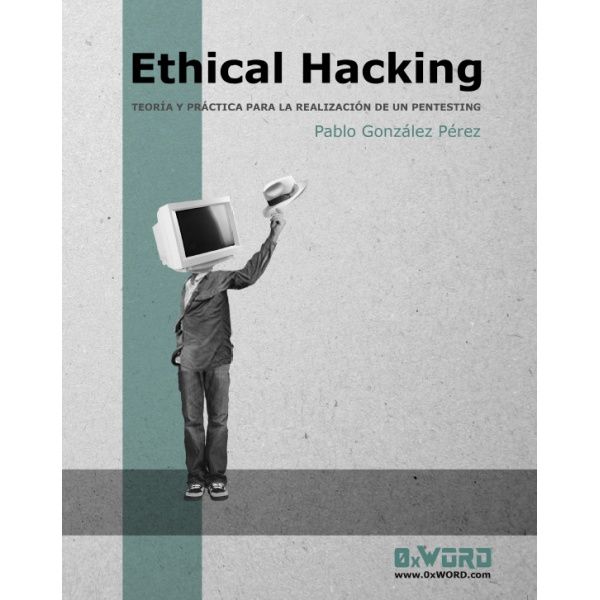 Ethical Hacking
TEORÍA Y PRÁCTICA PARA LA REALIZACIÓN DE UN PENTESTING
Pablo González Pérez
0xWORD
www.0xWORD.com